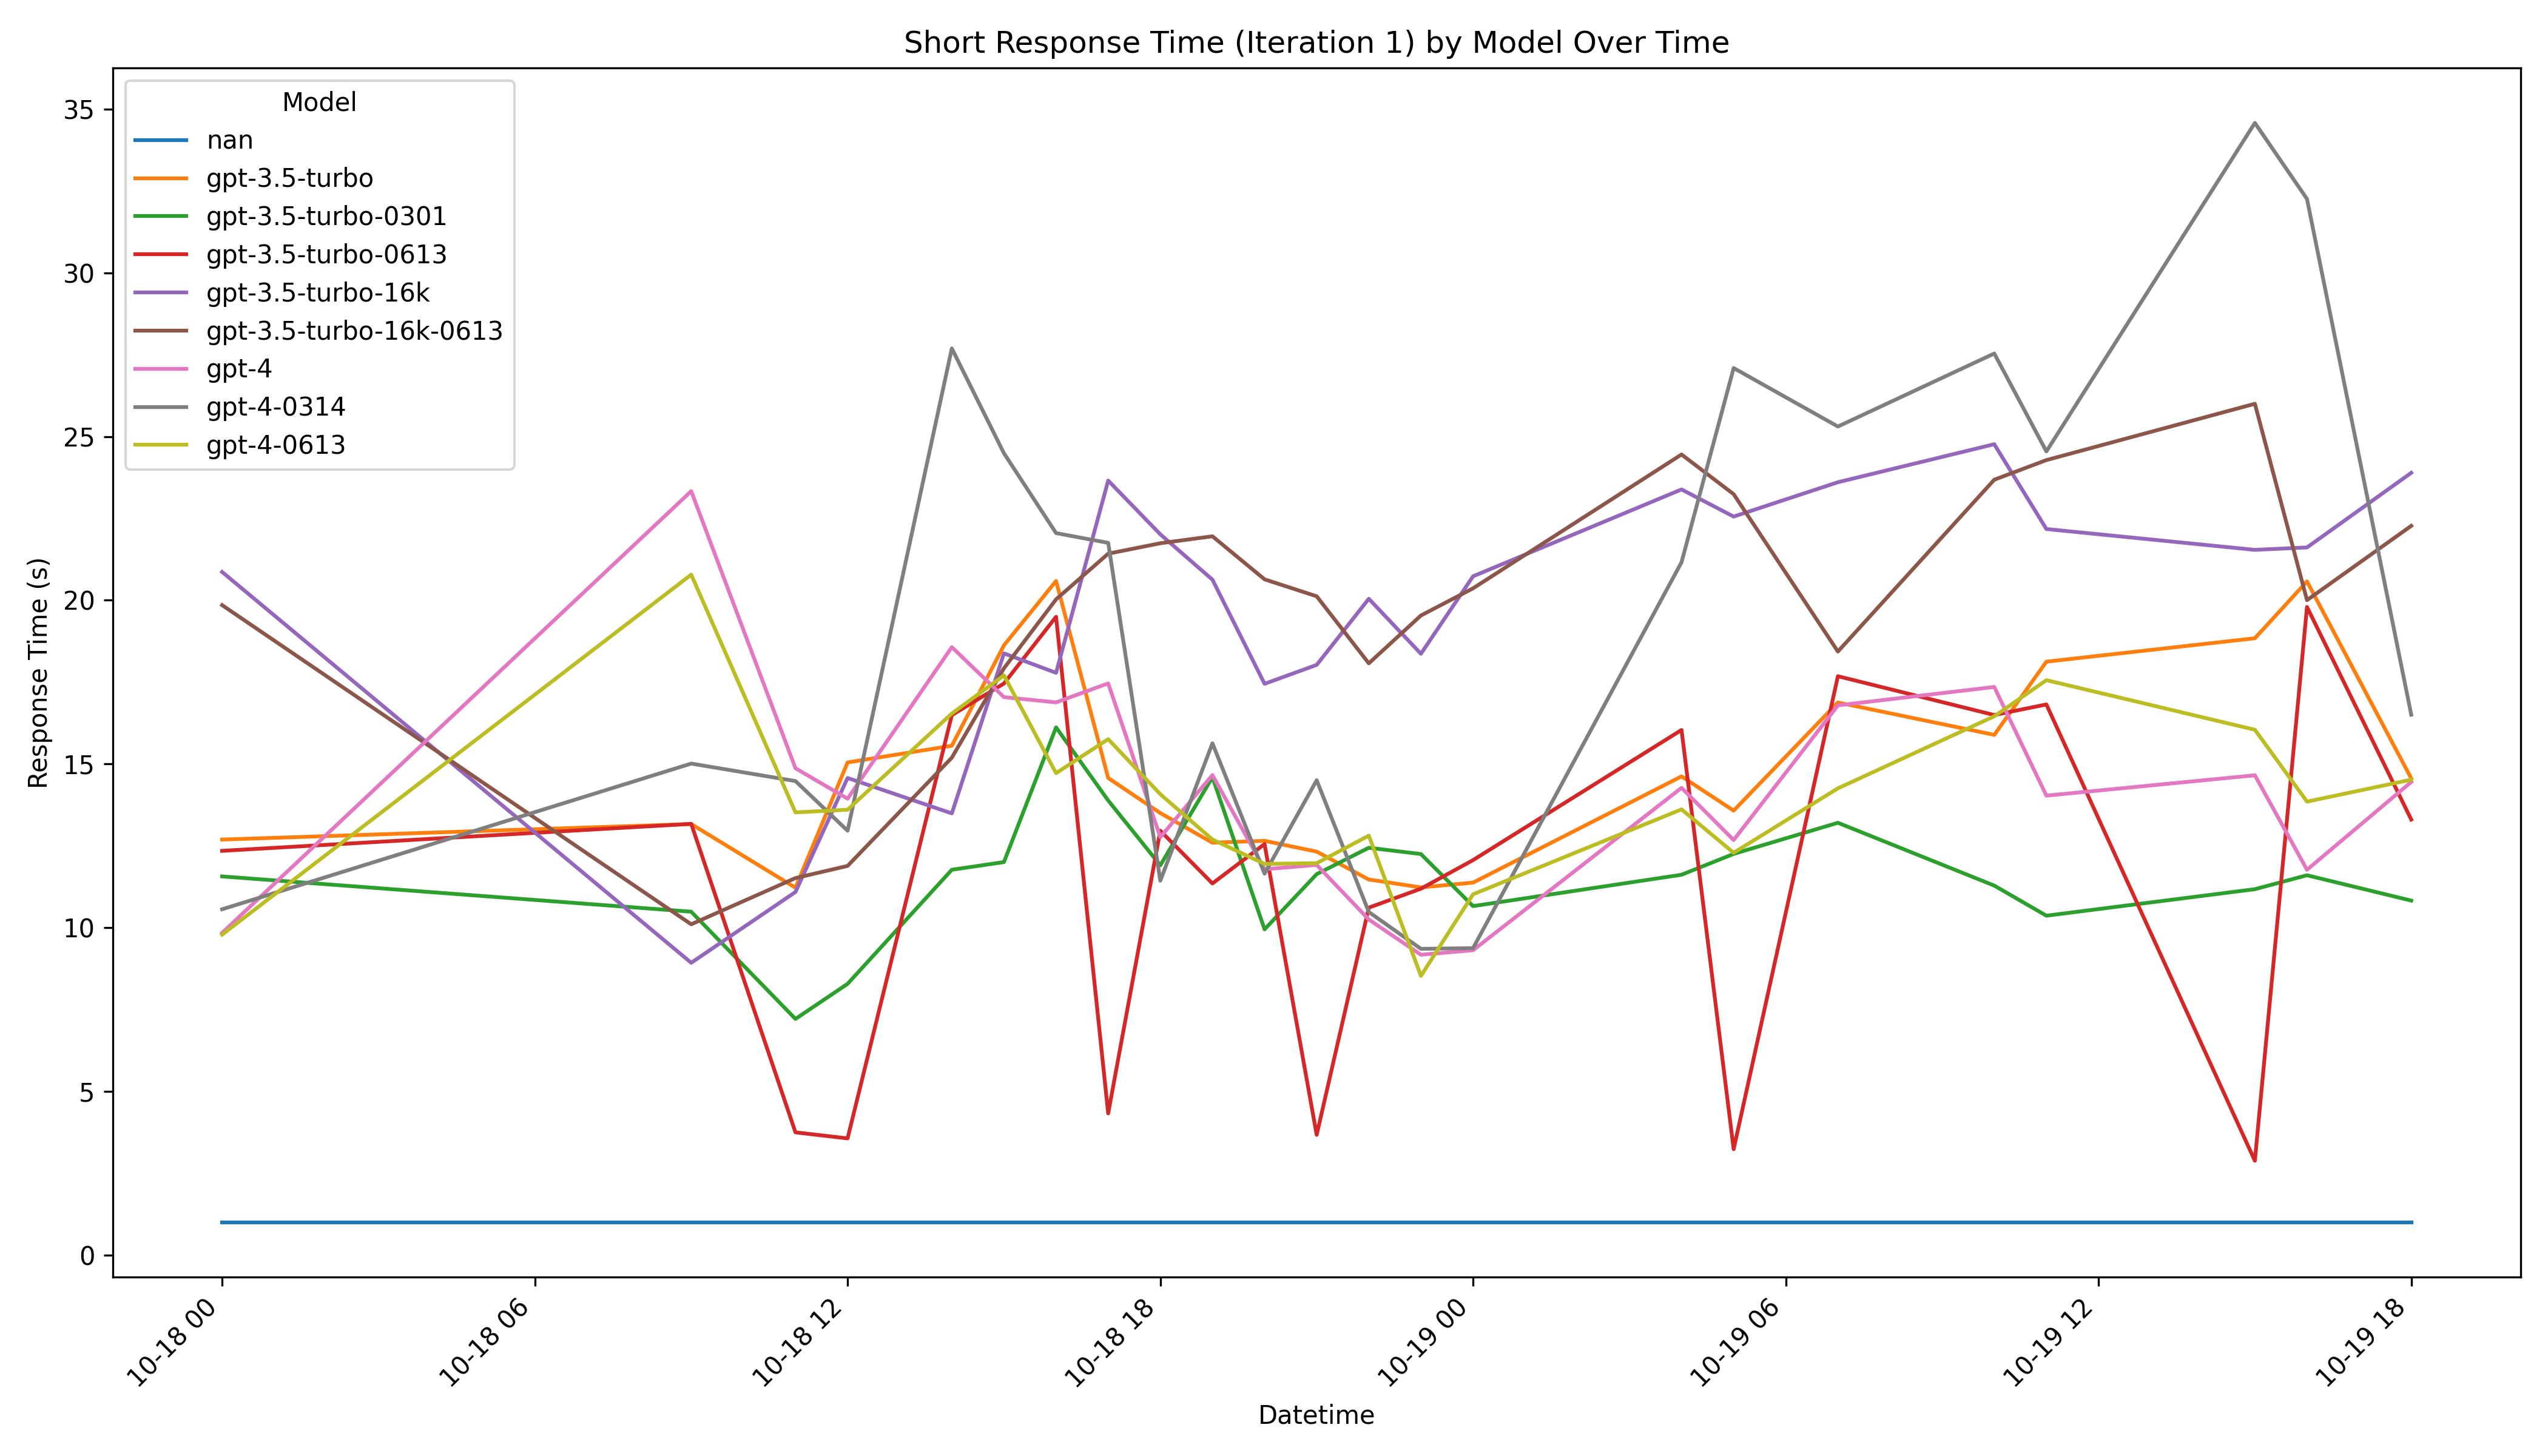 Short Response Time (Iteration 1) by Model Over Time
Model
nan
gpt-3.5-turbo
gpt-3.5-turbo-0301
gpt-3.5-turbo-0613
gpt-3.5-turbo-16k
gpt-3.5-turbo-16k-0613
gpt-4
gpt-4-0314
gpt-4-0613
Response Time (s)
35
30
25
20
15
10
5
0
10-18 00
10-18 06
10-18 12
10-18 18
10-19 00
10-19 06
10-19 12
10-19 18
Datetime